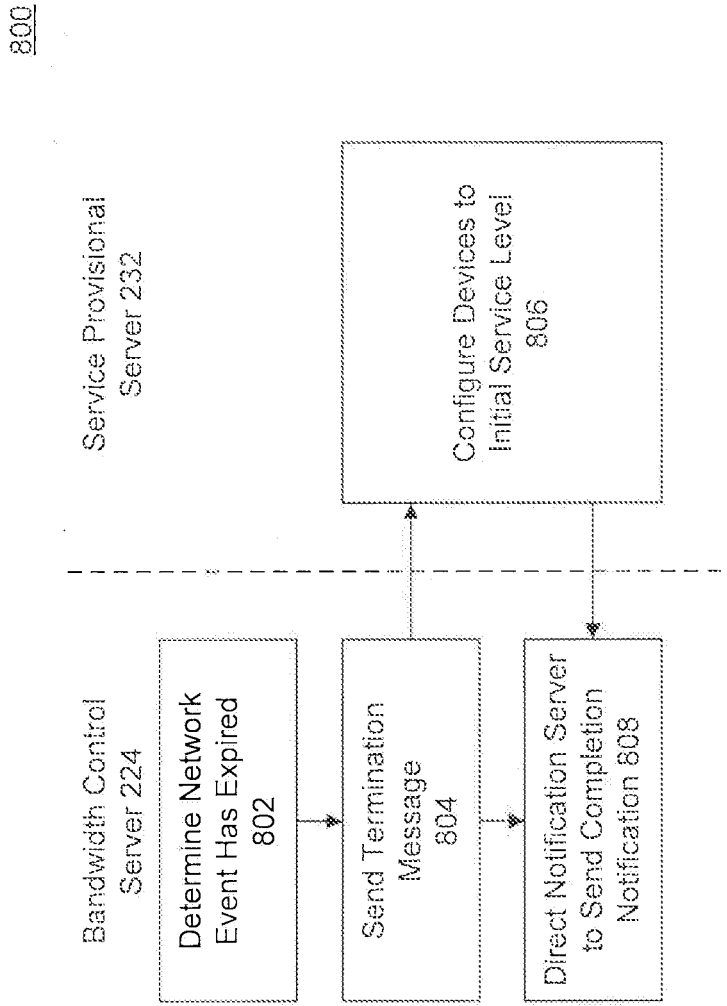 800
Bandwidth Control
Server 224
Service Provisional
Server 232
Determine Network
Event Has Expired
802
Send Termination
Message
804
Configure Devices to
Initial Service Level
806
Direct Notification Server
to Send Completion
Notification 808